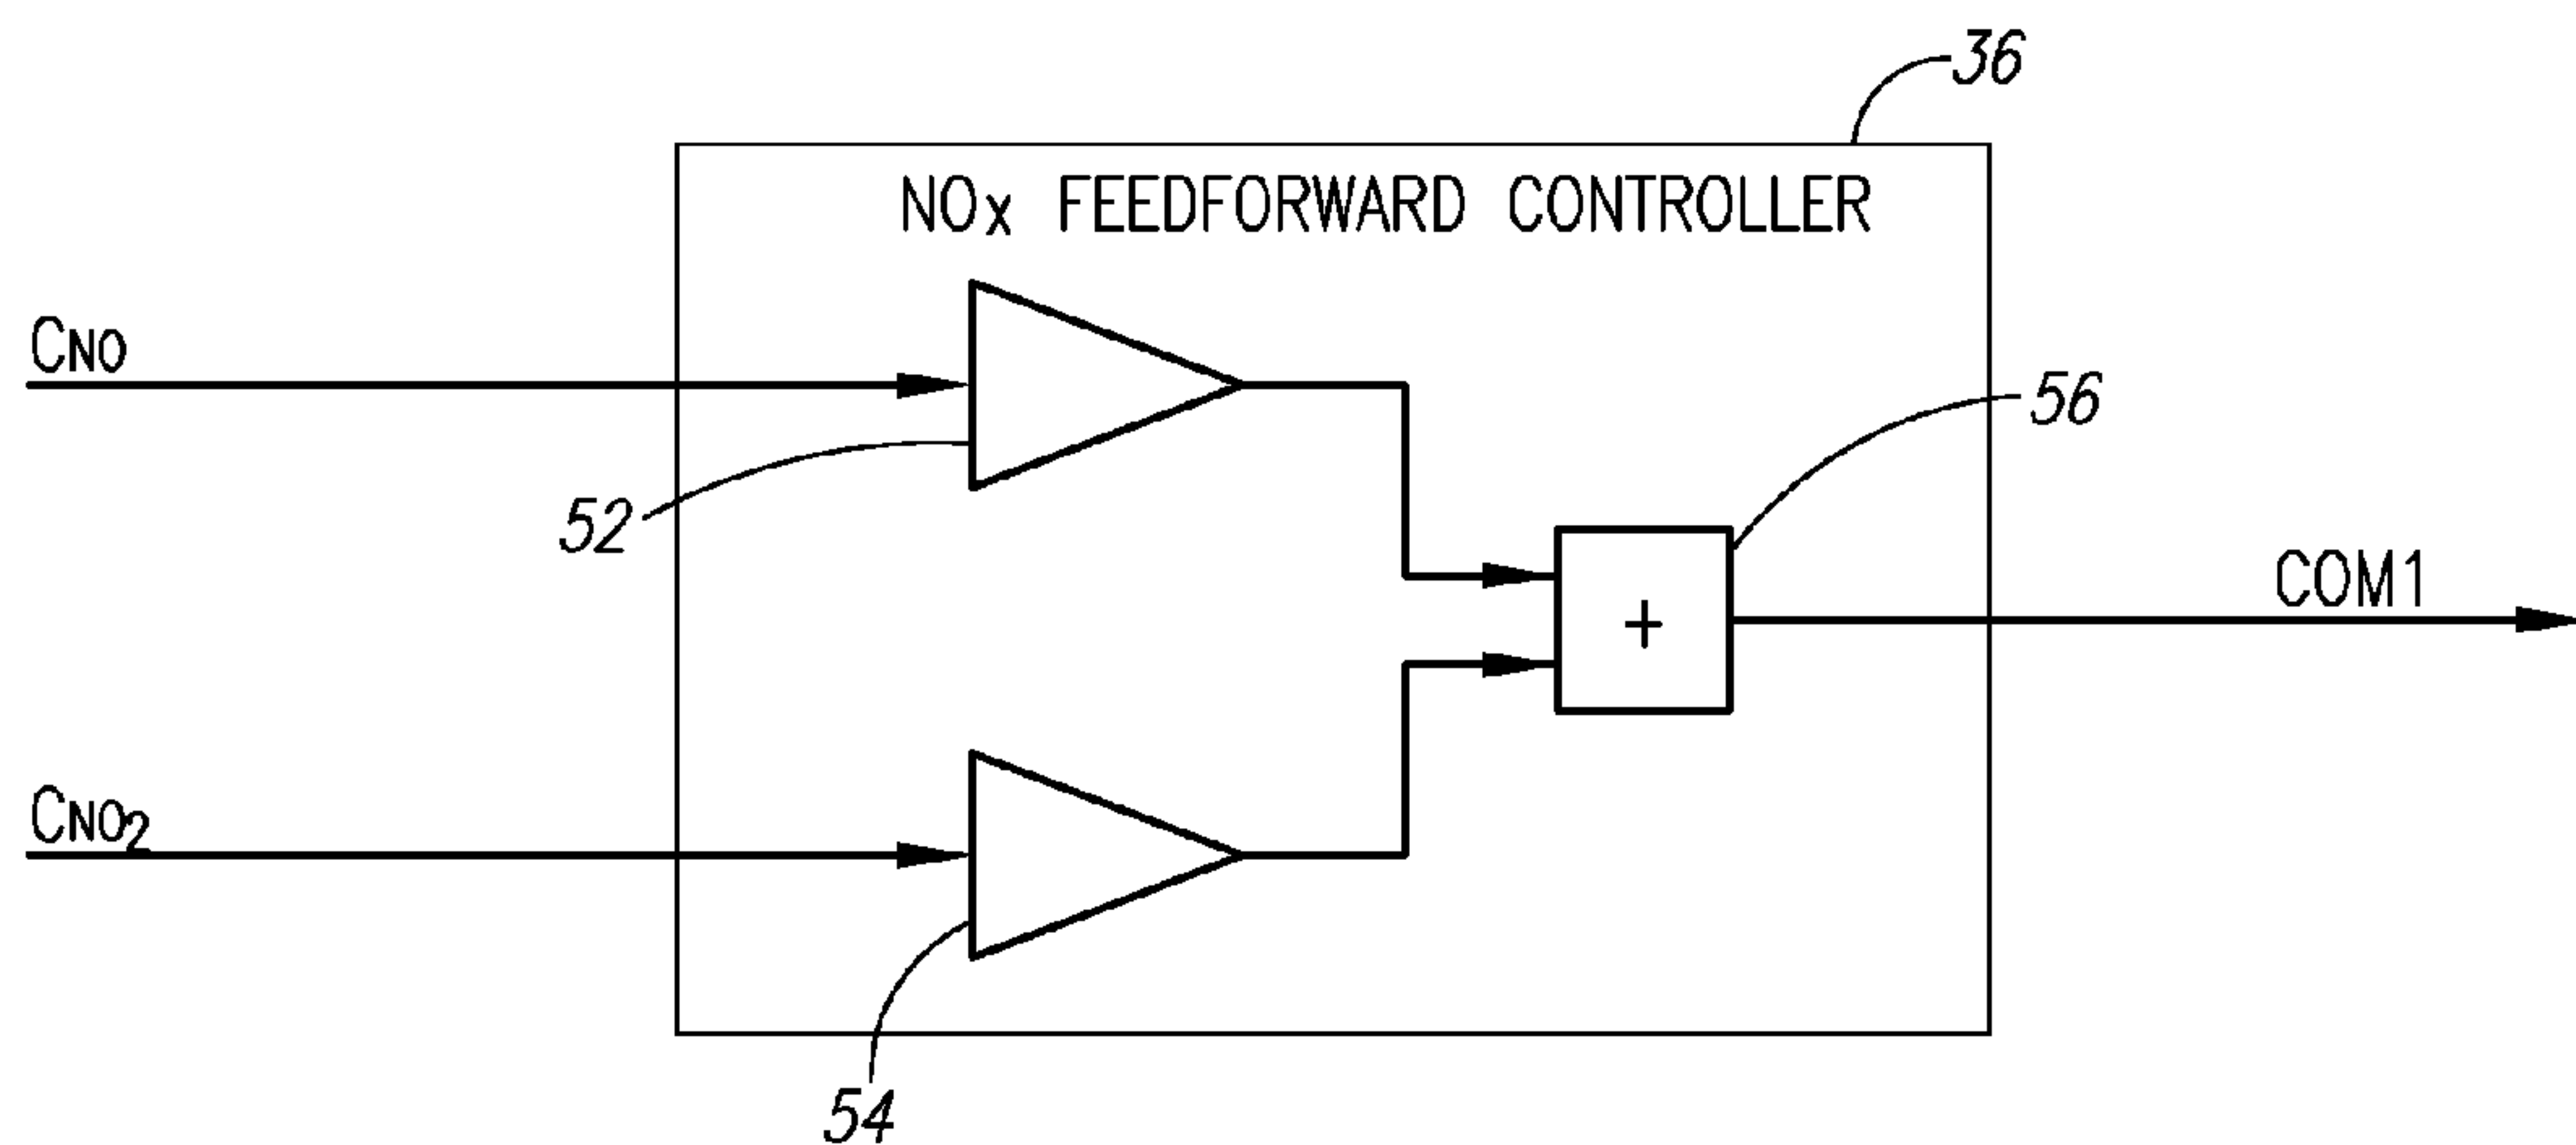 36
NOx FEEDFORWARD CONTROLLER
CNO
52
56
+
COM1
CNO2
54